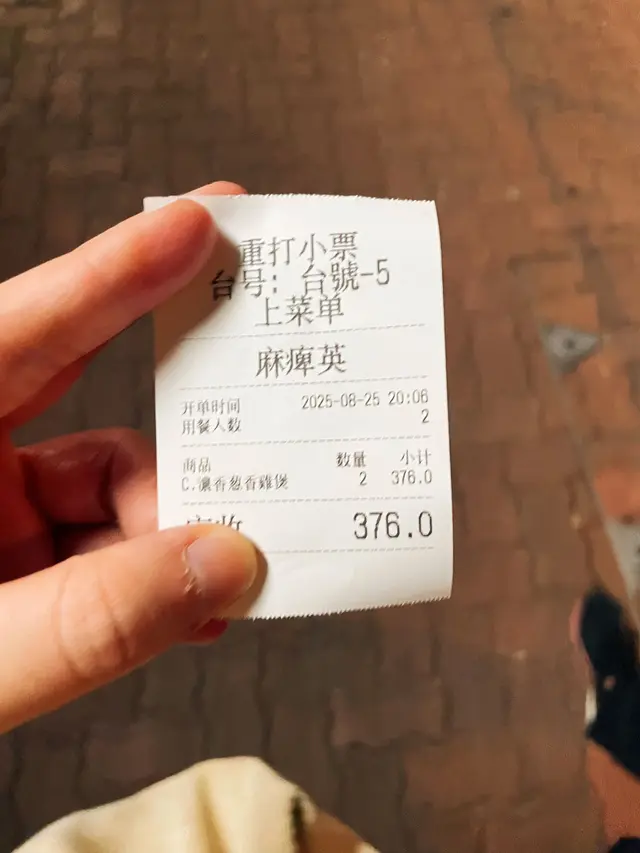 重打小票
台号: 台號-5
上菜单
麻痺英
开单时间 2025-08-25 20:06
用餐人数 2
商品 数量 小计
C.濃香葱香雞煲 2 376.0
376.0